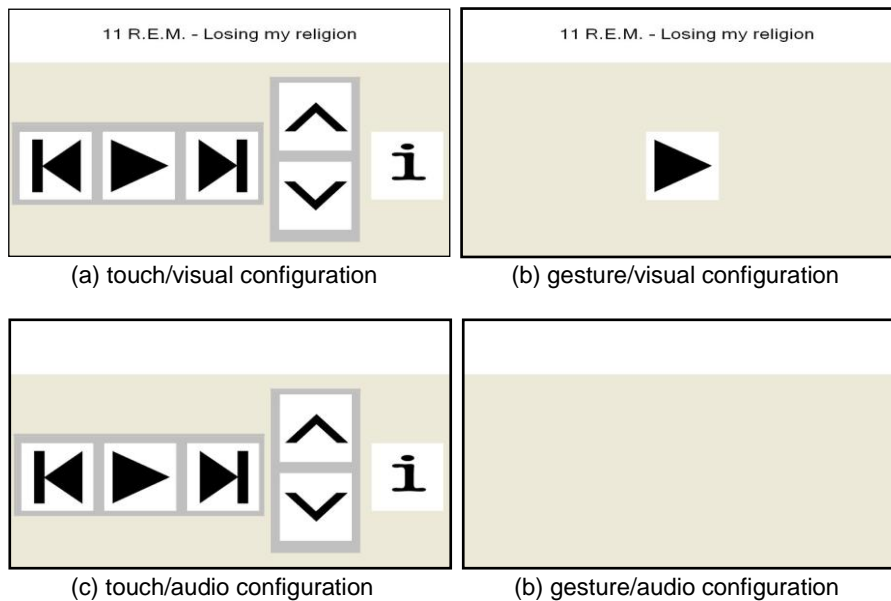 11 R.E.M. - Losing my religion
11 R.E.M. - Losing my religion
i
(a) touch/visual configuration
(b) gesture/visual configuration
i
(c) touch/audio configuration
(b) gesture/audio configuration